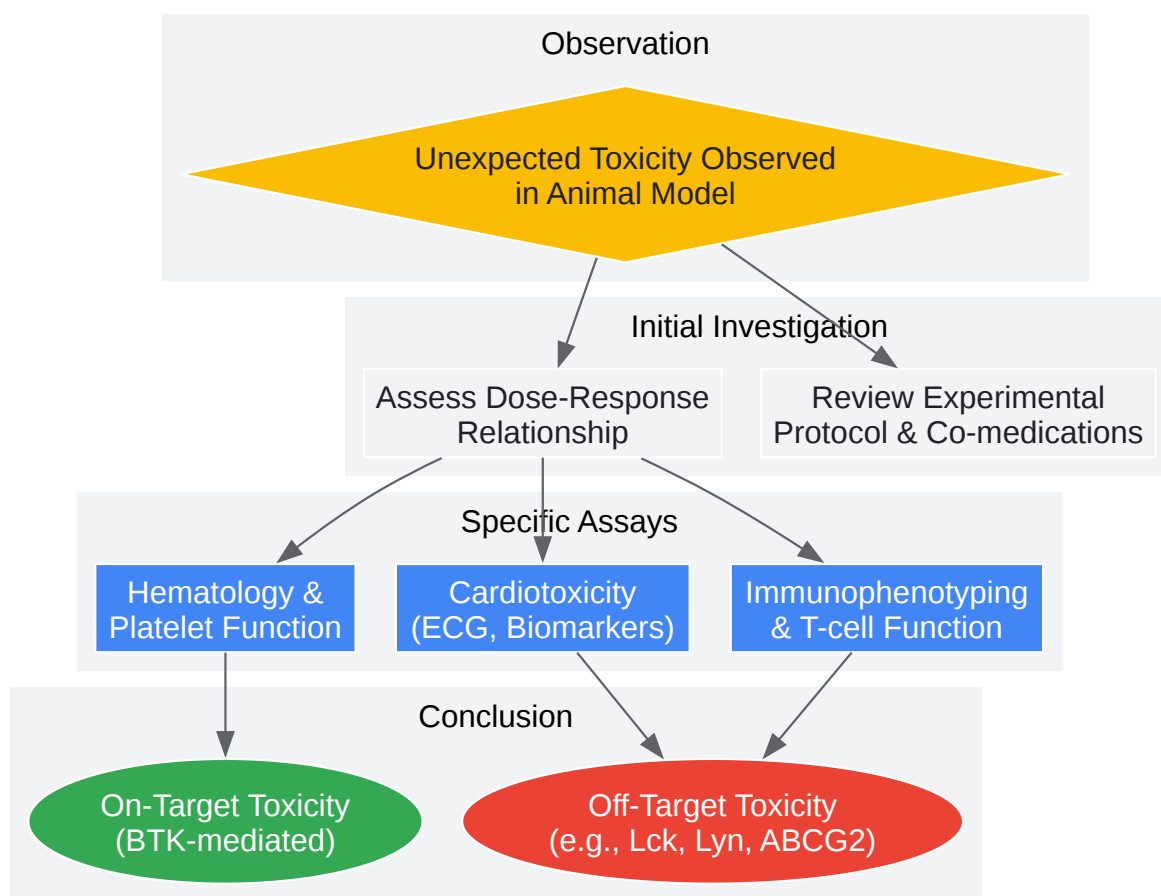 Observation
Unexpected Toxicity Observed
in Animal Model
Initial Investigation
Assess Dose-Response
Relationship
Review Experimental
Protocol & Co-medications
Specific Assays
Hematology &
Platelet Function
Cardiotoxicity
(ECG, Biomarkers)
Immunophenotyping
& T-cell Function
Conclusion
On-Target Toxicity
(BTK-mediated)
Off-Target Toxicity
(e.g., Lck, Lyn, ABCG2)